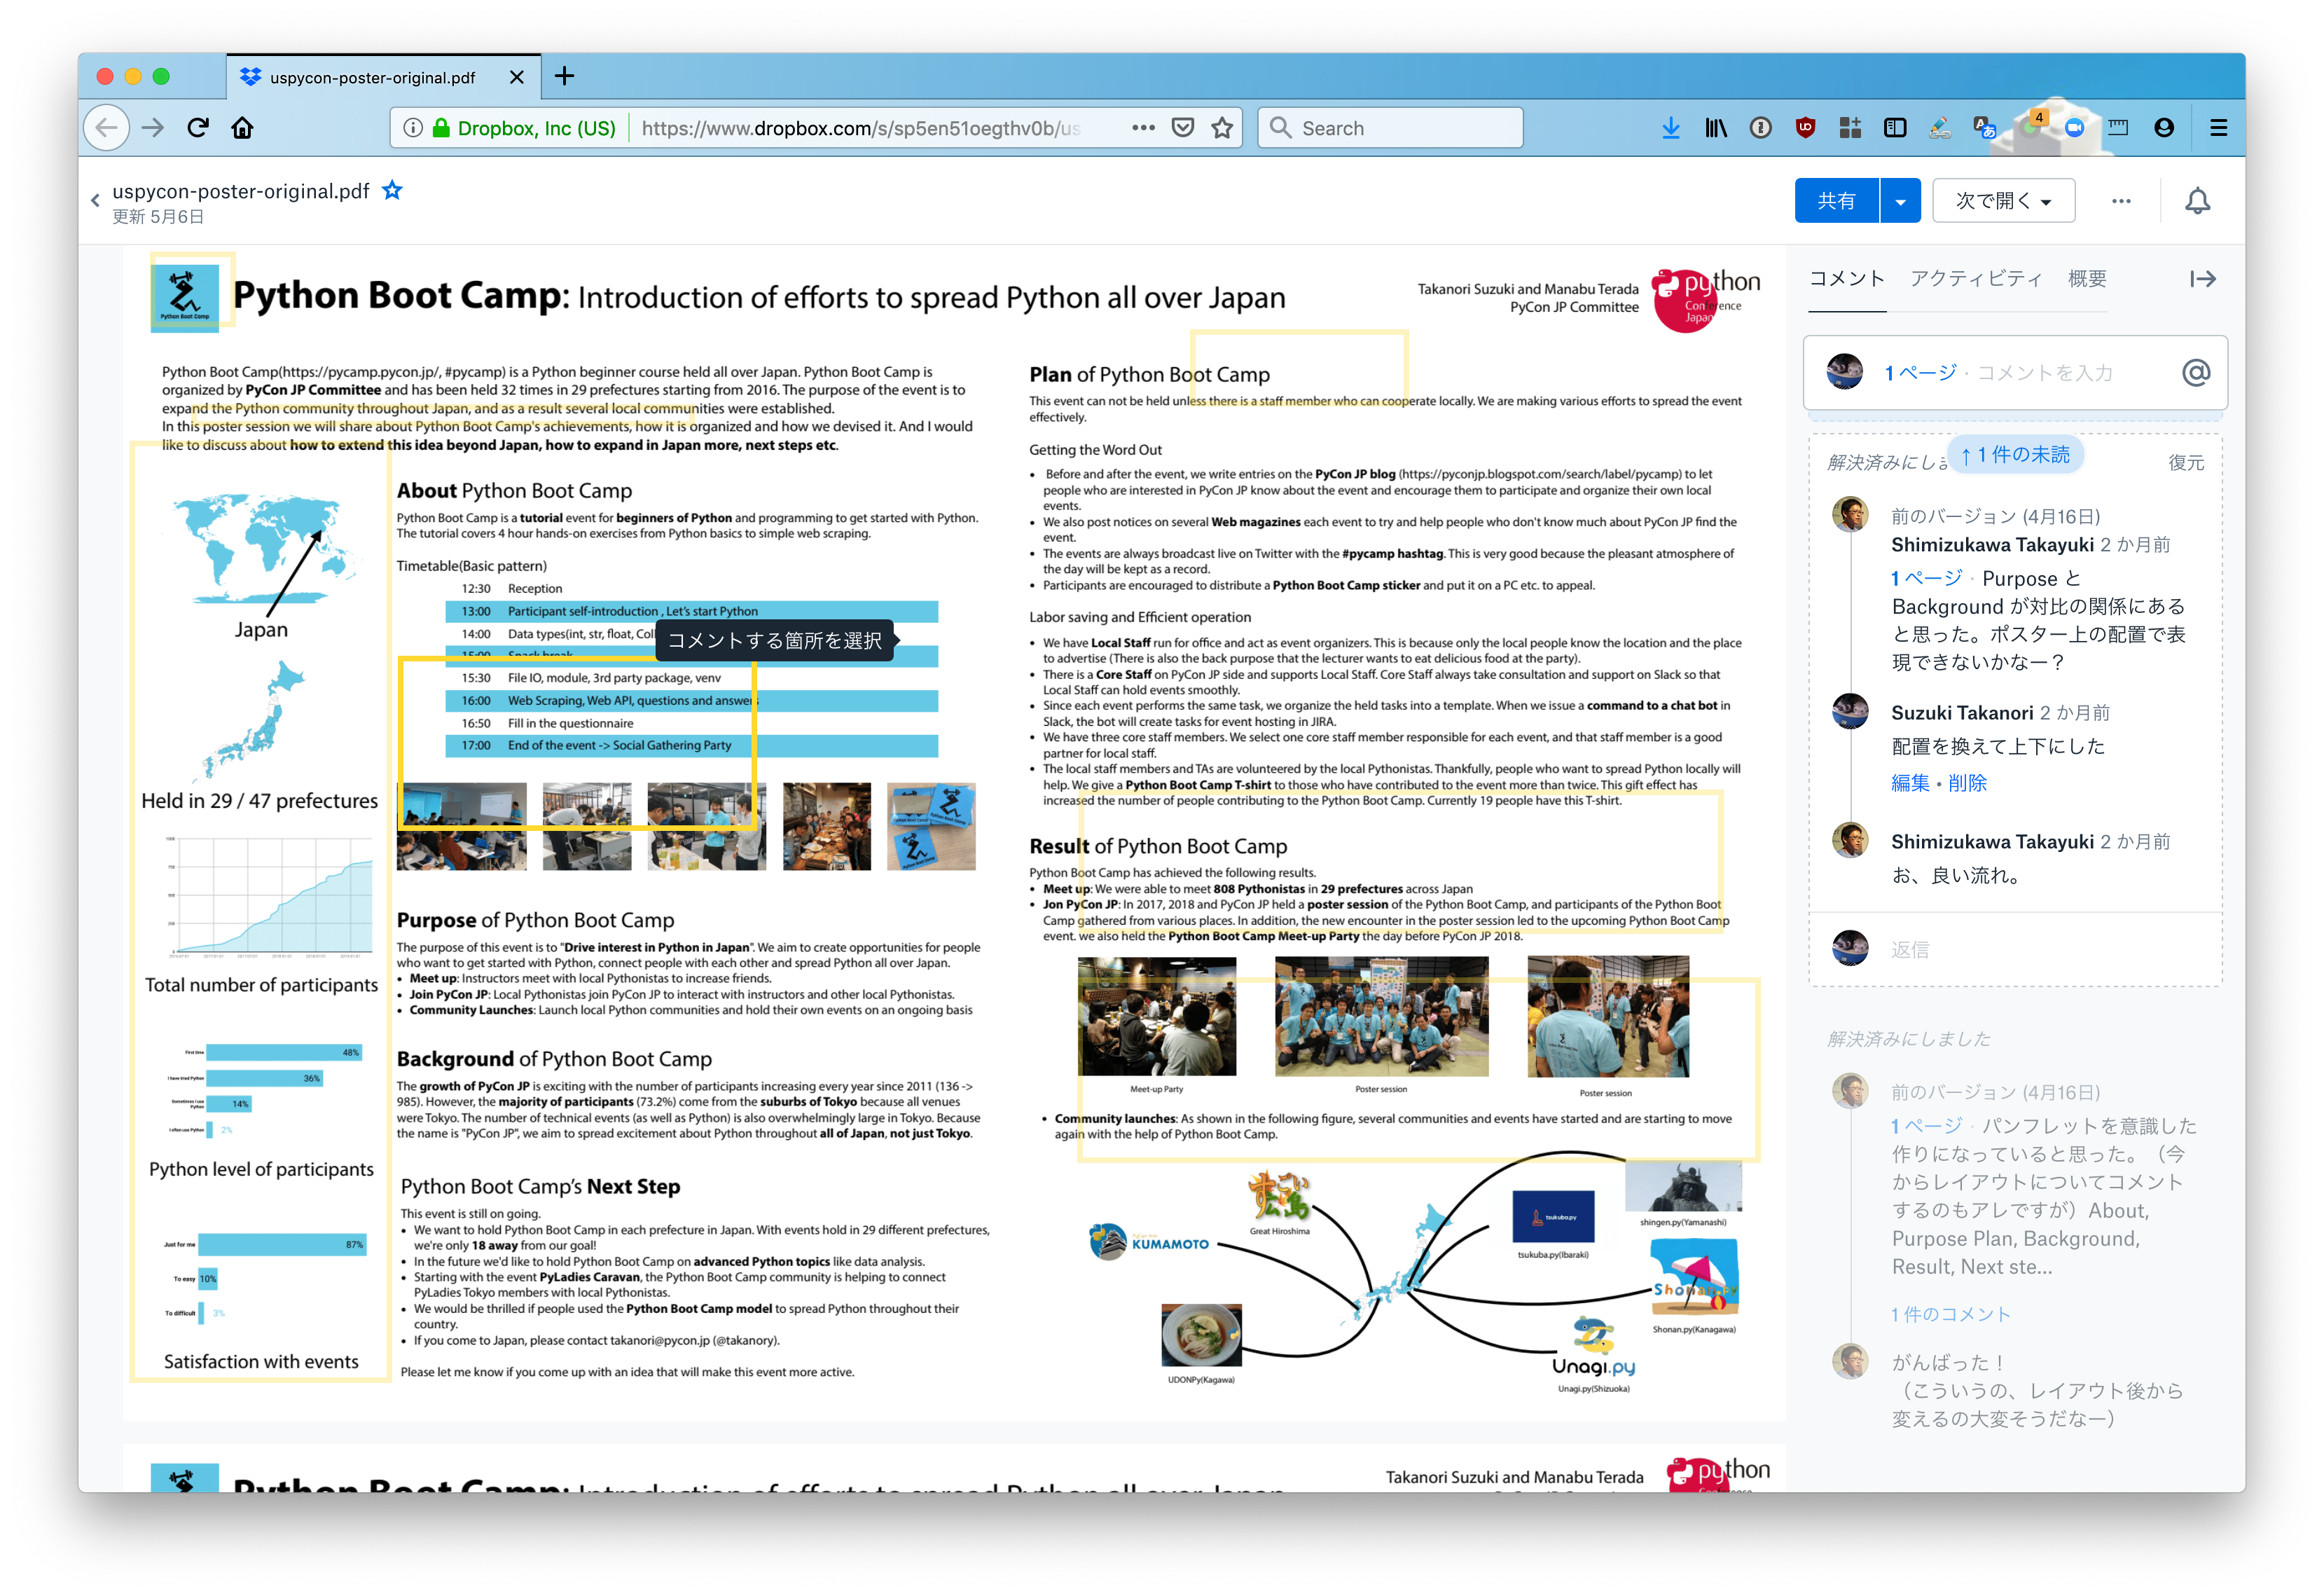 uspycon-poster-original.pdf
Dropbox, Inc (US)
https://www.dropbox.com/s/sp5en51oegthv0b/us
Search
4
uspycon-poster-original.pdf
更新 5月6日
共有
次で開く
Python Boot Camp
Python Boot Camp: Introduction of efforts to spread Python all over Japan
Takanori Suzuki and Manabu Terada
PyCon JP Committee
python
Conference
Japan
Python Boot Camp(https://pycamp.pycon.jp/, #pycamp) is a Python beginner course held all over Japan. Python Boot Camp is
organized by PyCon JP Committee and has been held 32 times in 29 prefectures starting from 2016. The purpose of the event is to
expand the Python community throughout Japan, and as a result several local communities were established.
In this poster session we will share about Python Boot Camp's achievements, how it is organized and how we devised it. And I would
like to discuss about how to extend this idea beyond Japan, how to expand in Japan more, next steps etc.
Japan
Held in 29 / 47 prefectures
Total number of participants
First time 48%
I have tried Python 36%
Sometimes I use
Python
14%
I often use Python 2%
Python level of participants
Just for me 87%
To easy 10%
To difficult 3%
Satisfaction with events
About Python Boot Camp
Python Boot Camp is a tutorial event for beginners of Python and programming to get started with Python.
The tutorial covers 4 hour hands-on exercises from Python basics to simple web scraping.
Timetable(Basic pattern)
12:30 Reception
13:00 Participant self-introduction , Let's start Python
14:00 Data types(int, str, float, Col
コメントする箇所を選択
15:00 Snack break
15:30 File IO, module, 3rd party package, venv
16:00 Web Scraping, Web API, questions and answers
16:50 Fill in the questionnaire
17:00 End of the event -> Social Gathering Party
Purpose of Python Boot Camp
The purpose of this event is to "Drive interest in Python in Japan". We aim to create opportunities for people
who want to get started with Python, connect people with each other and spread Python all over Japan.
• Meet up: Instructors meet with local Pythonistas to increase friends.
• Join PyCon JP: Local Pythonistas join PyCon JP to interact with instructors and other local Pythonistas.
• Community Launches: Launch local Python communities and hold their own events on an ongoing basis
Background of Python Boot Camp
The growth of PyCon JP is exciting with the number of participants increasing every year since 2011 (136 ->
985). However, the majority of participants (73.2%) come from the suburbs of Tokyo because all venues
were Tokyo. The number of technical events (as well as Python) is also overwhelmingly large in Tokyo. Because
the name is "PyCon JP", we aim to spread excitement about Python throughout all of Japan, not just Tokyo.
Python Boot Camp's Next Step
This event is still on going.
• We want to hold Python Boot Camp in each prefecture in Japan. With events hold in 29 different prefectures,
we're only 18 away from our goal!
• In the future we'd like to hold Python Boot Camp on advanced Python topics like data analysis.
• Starting with the event PyLadies Caravan, the Python Boot Camp community is helping to connect
PyLadies Tokyo members with local Pythonistas.
• We would be thrilled if people used the Python Boot Camp model to spread Python throughout their
country.
• If you come to Japan, please contact takanori@pycon.jp (@takanory).
Please let me know if you come up with an idea that will make this event more active.
Plan of Python Boot Camp
This event can not be held unless there is a staff member who can cooperate locally. We are making various efforts to spread the event
effectively.
Getting the Word Out
• Before and after the event, we write entries on the PyCon JP blog (https://pyconjp.blogspot.com/search/label/pycamp) to let
people who are interested in PyCon JP know about the event and encourage them to participate and organize their own local
events.
• We also post notices on several Web magazines each event to try and help people who don't know much about PyCon JP find the
event.
• The events are always broadcast live on Twitter with the #pycamp hashtag. This is very good because the pleasant atmosphere of
the day will be kept as a record.
• Participants are encouraged to distribute a Python Boot Camp sticker and put it on a PC etc. to appeal.
Labor saving and Efficient operation
• We have Local Staff run for office and act as event organizers. This is because only the local people know the location and the place
to advertise (There is also the back purpose that the lecturer wants to eat delicious food at the party).
• There is a Core Staff on PyCon JP side and supports Local Staff. Core Staff always take consultation and support on Slack so that
Local Staff can hold events smoothly.
• Since each event performs the same task, we organize the held tasks into a template. When we issue a command to a chat bot in
Slack, the bot will create tasks for event hosting in JIRA.
• We have three core staff members. We select one core staff member responsible for each event, and that staff member is a good
partner for local staff.
• The local staff members and TAs are volunteered by the local Pythonistas. Thankfully, people who want to spread Python locally will
help. We give a Python Boot Camp T-shirt to those who have contributed to the event more than twice. This gift effect has
increased the number of people contributing to the Python Boot Camp. Currently 19 people have this T-shirt.
Result of Python Boot Camp
Python Boot Camp has achieved the following results.
• Meet up: We were able to meet 808 Pythonistas in 29 prefectures across Japan
• Jon PyCon JP: In 2017, 2018 and PyCon JP held a poster session of the Python Boot Camp, and participants of the Python Boot
Camp gathered from various places. In addition, the new encounter in the poster session led to the upcoming Python Boot Camp
event. we also held the Python Boot Camp Meet-up Party the day before PyCon JP 2018.
Meet-up Party
Poster session
Poster session
• Community launches: As shown in the following figure, several communities and events have started and are starting to move
again with the help of Python Boot Camp.
すごい広島
Great Hiroshima
KUMAMOTO
UDONPy(Kagawa)
tsukuba.py
tsukuba.py(Ibaraki)
shingen.py(Yamanashi)
Shonan.py
Shonan.py(Kanagawa)
Unagi.py
Unagi.py(Shizuoka)
コメント
アクティビティ
概要
1 ページ · コメントを入力
解決済みにしま
↑ 1 件の未読
復元
前のバージョン (4月16日)
Shimizukawa Takayuki 2 か月前
1 ページ · Purpose と
Background が対比の関係にある
と思った。ポスター上の配置で表
現できないかなー？
Suzuki Takanori 2 か月前
配置を換えて上下にした
編集 • 削除
Shimizukawa Takayuki 2 か月前
お、良い流れ。
返信
解決済みにしました
前のバージョン (4月16日)
1 ページ · パンフレットを意識した
作りになっていると思った。（今
からレイアウトについてコメント
するのもアレですが）About,
Purpose Plan, Background,
Result, Next ste...
1 件のコメント
がんばった！
（こういうの、レイアウト後から
変えるの大変そうだなー）
Python Boot Camp: Introduction of efforts to spread Python all over Japan
Takanori Suzuki and Manabu Terada
python